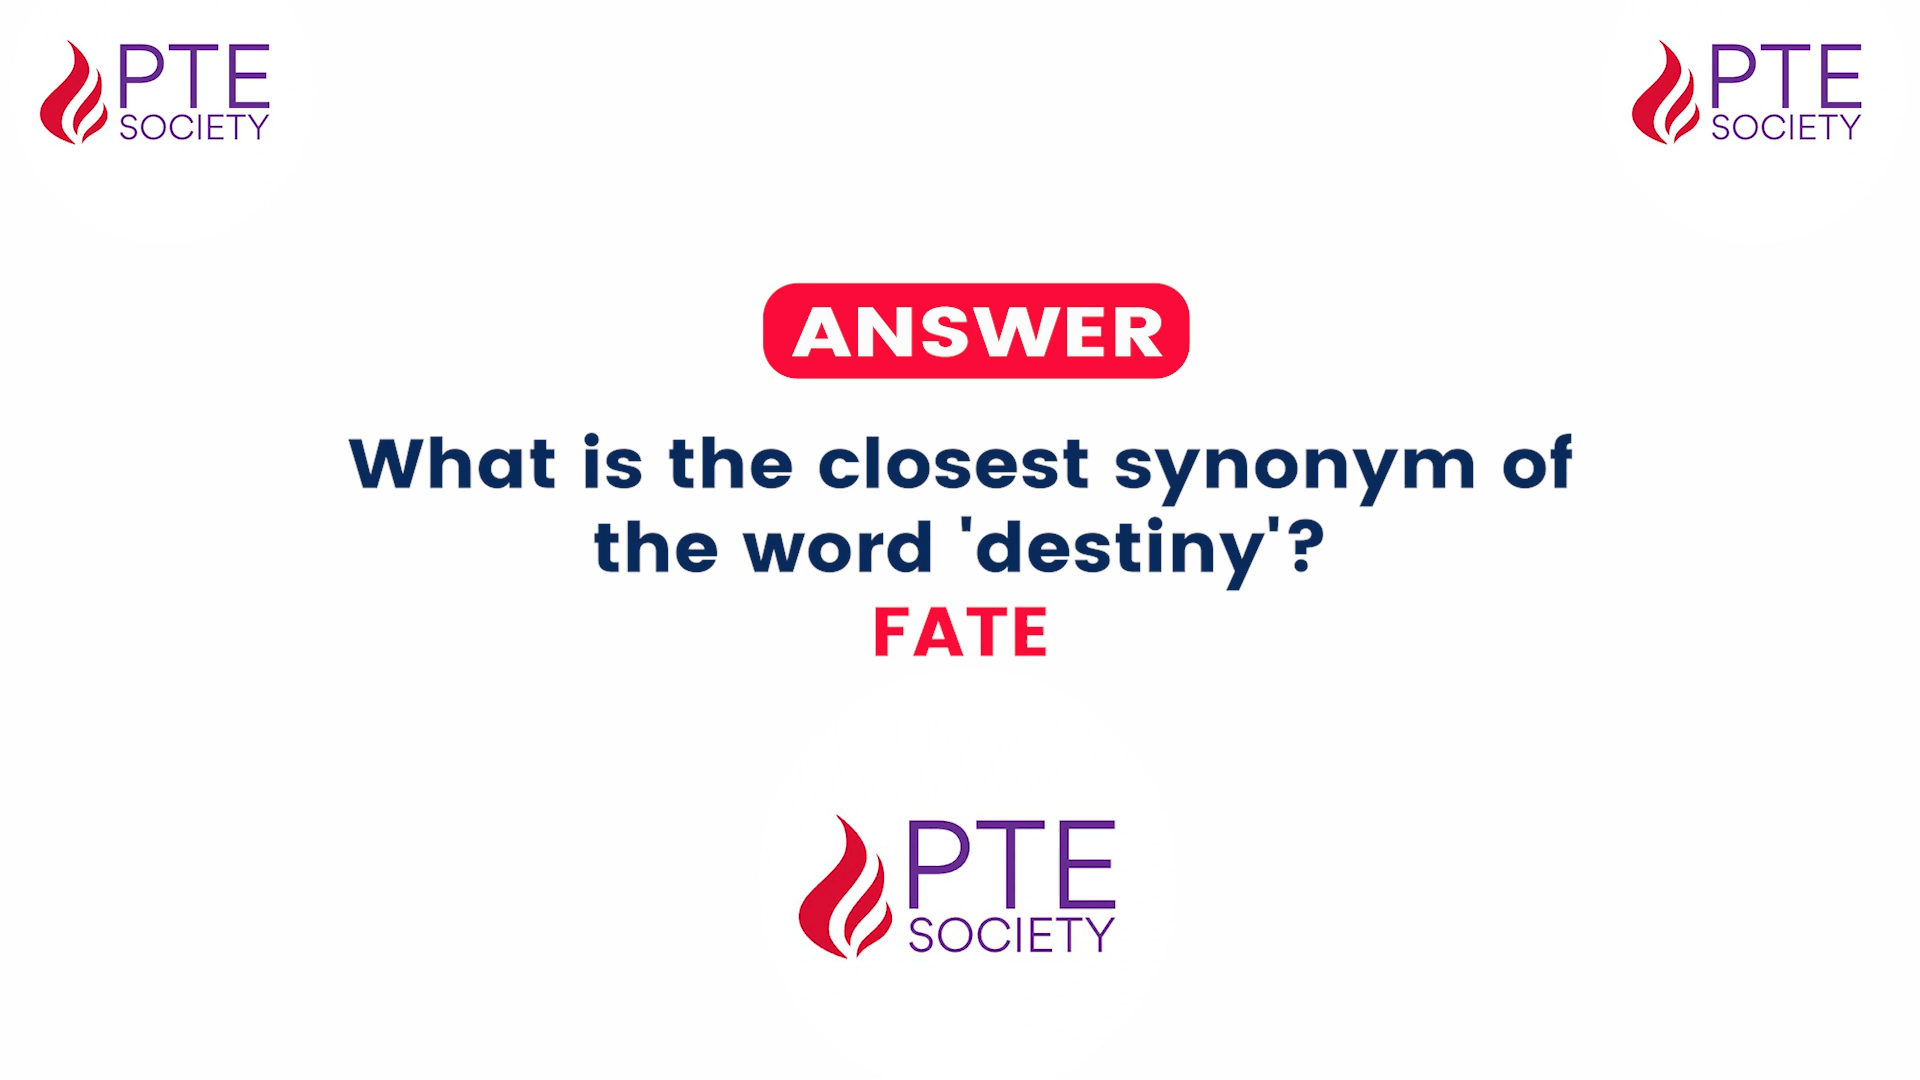 PTE
SOCIETY
PTE
SOCIETY
ANSWER
What is the closest synonym of
the word 'destiny'?
FATE
PTE
SOCIETY